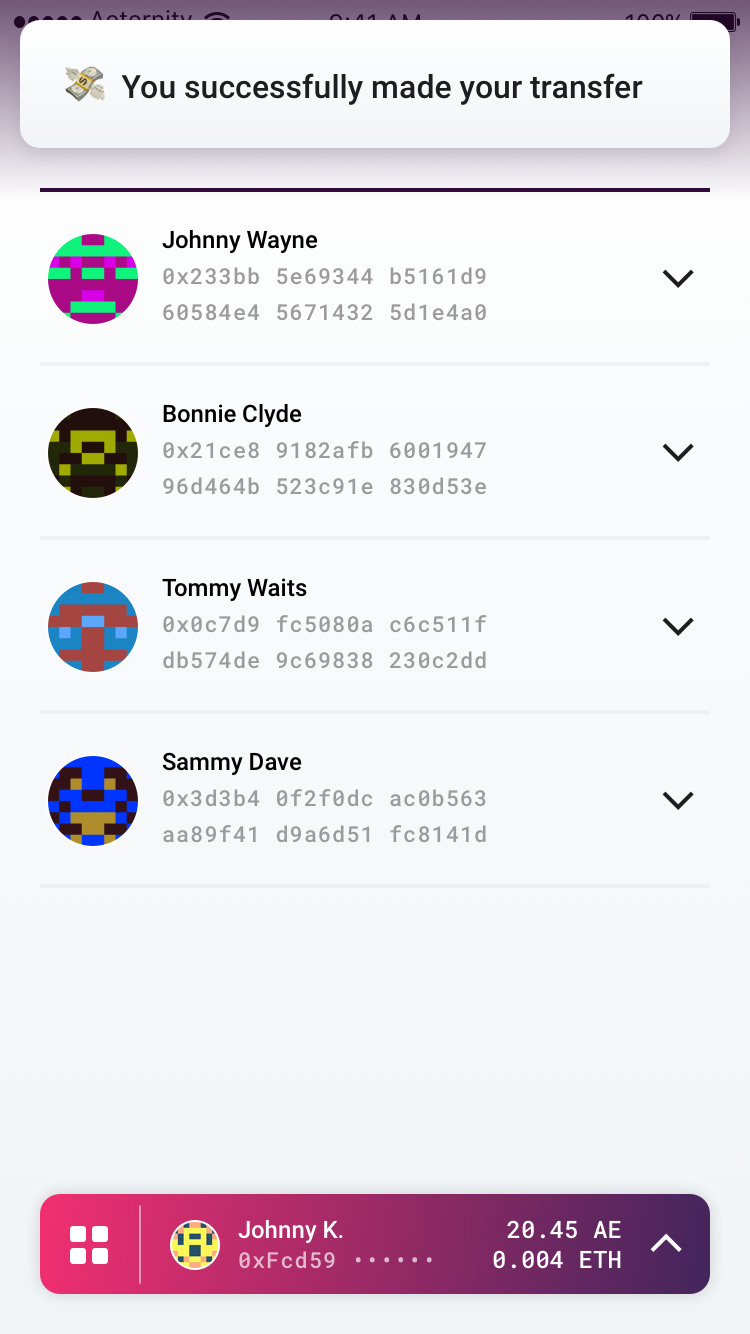 Aeternity 9:41 AM 100%
You successfully made your transfer
Johnny Wayne
0x233bb 5e69344 b5161d9
60584e4 5671432 5d1e4a0
Bonnie Clyde
0x21ce8 9182afb 6001947
96d464b 523c91e 830d53e
Tommy Waits
0x0c7d9 fc5080a c6c511f
db574de 9c69838 230c2dd
Sammy Dave
0x3d3b4 0f2f0dc ac0b563
aa89f41 d9a6d51 fc8141d
Johnny K. 20.45 AE
0xFcd59 •••••• 0.004 ETH